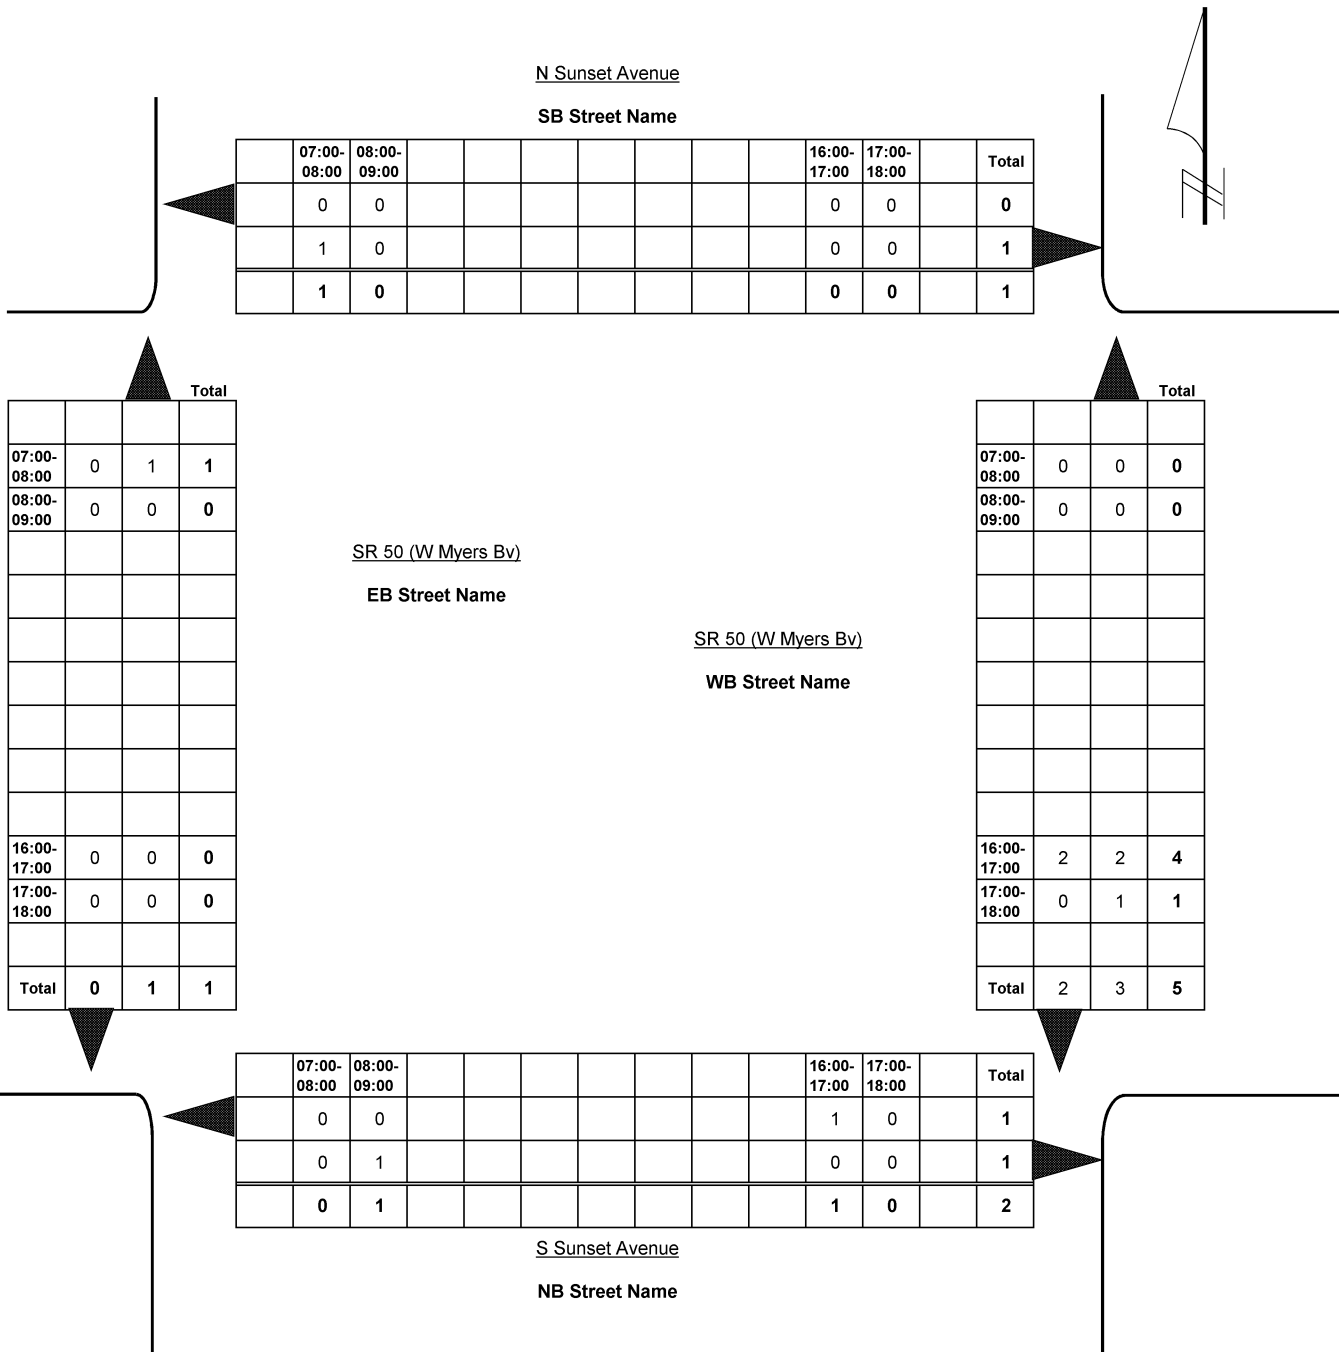 N Sunset Avenue
SB Street Name
07:00-08:00 08:00-09:00 16:00-17:00 17:00-18:00 Total
0 0 0 0 0
1 0 0 0 1
1 0 0 0 1
Total
07:00-08:00 0 1 1
08:00-09:00 0 0 0
16:00-17:00 0 0 0
17:00-18:00 0 0 0
Total 0 1 1
SR 50 (W Myers Bv)
EB Street Name
SR 50 (W Myers Bv)
WB Street Name
Total
07:00-08:00 0 0 0
08:00-09:00 0 0 0
16:00-17:00 2 2 4
17:00-18:00 0 1 1
Total 2 3 5
07:00-08:00 08:00-09:00 16:00-17:00 17:00-18:00 Total
0 0 1 0 1
0 1 0 0 1
0 1 1 0 2
S Sunset Avenue
NB Street Name
N